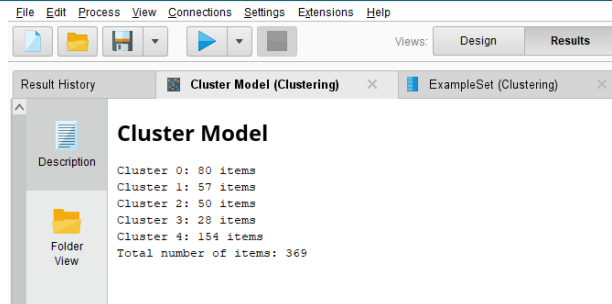 File Edit Process View Connections Settings Extensions Help
Views: Design Results
Result History Cluster Model (Clustering) ExampleSet (Clustering)
Description
Cluster Model
Cluster 0: 80 items
Cluster 1: 57 items
Cluster 2: 50 items
Cluster 3: 28 items
Cluster 4: 154 items
Total number of items: 369
Folder
View